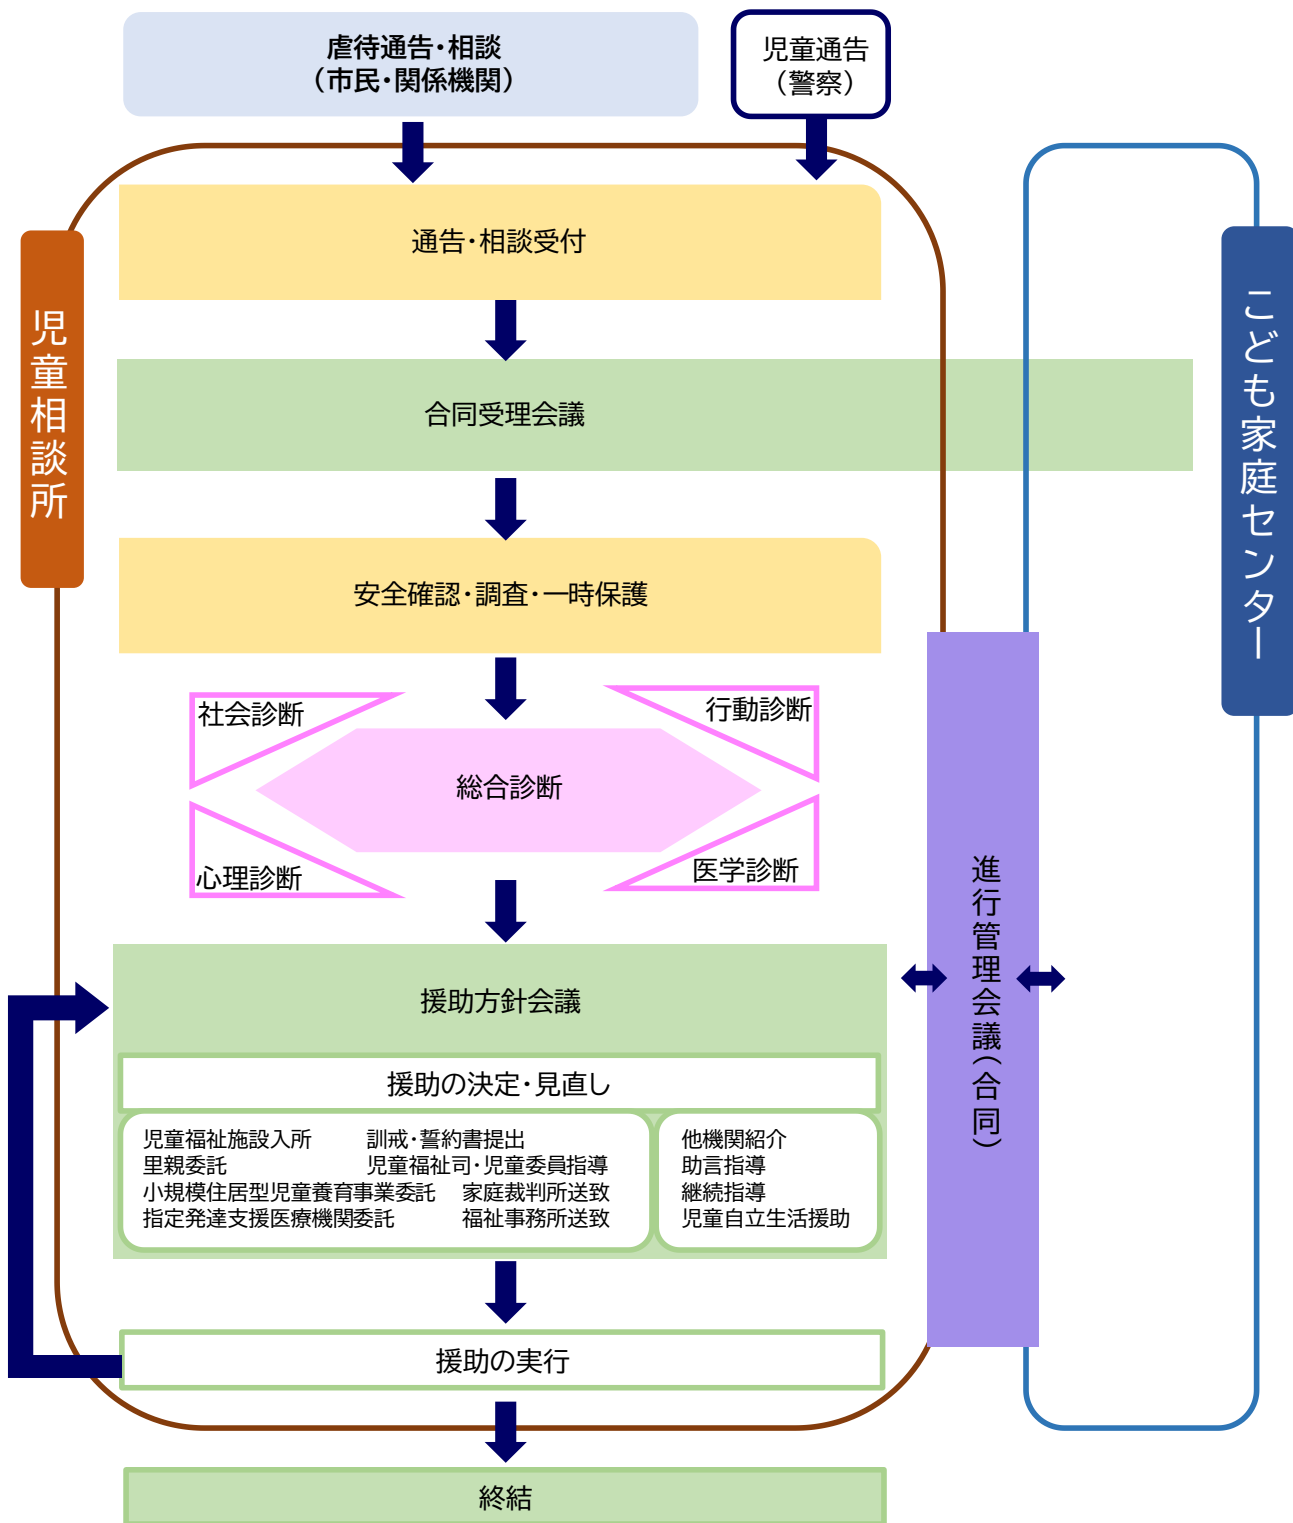 虐待通告・相談
（市民・関係機関）
児童通告
（警察）
児童相談所
こども家庭センター
通告・相談受付
合同受理会議
安全確認・調査・一時保護
社会診断
行動診断
総合診断
心理診断
医学診断
進行管理会議（合同）
援助方針会議
援助の決定・見直し
児童福祉施設入所 訓戒・誓約書提出
里親委託 児童福祉司・児童委員指導
小規模住居型児童養育事業委託 家庭裁判所送致
指定発達支援医療機関委託 福祉事務所送致
他機関紹介
助言指導
継続指導
児童自立生活援助
援助の実行
終結